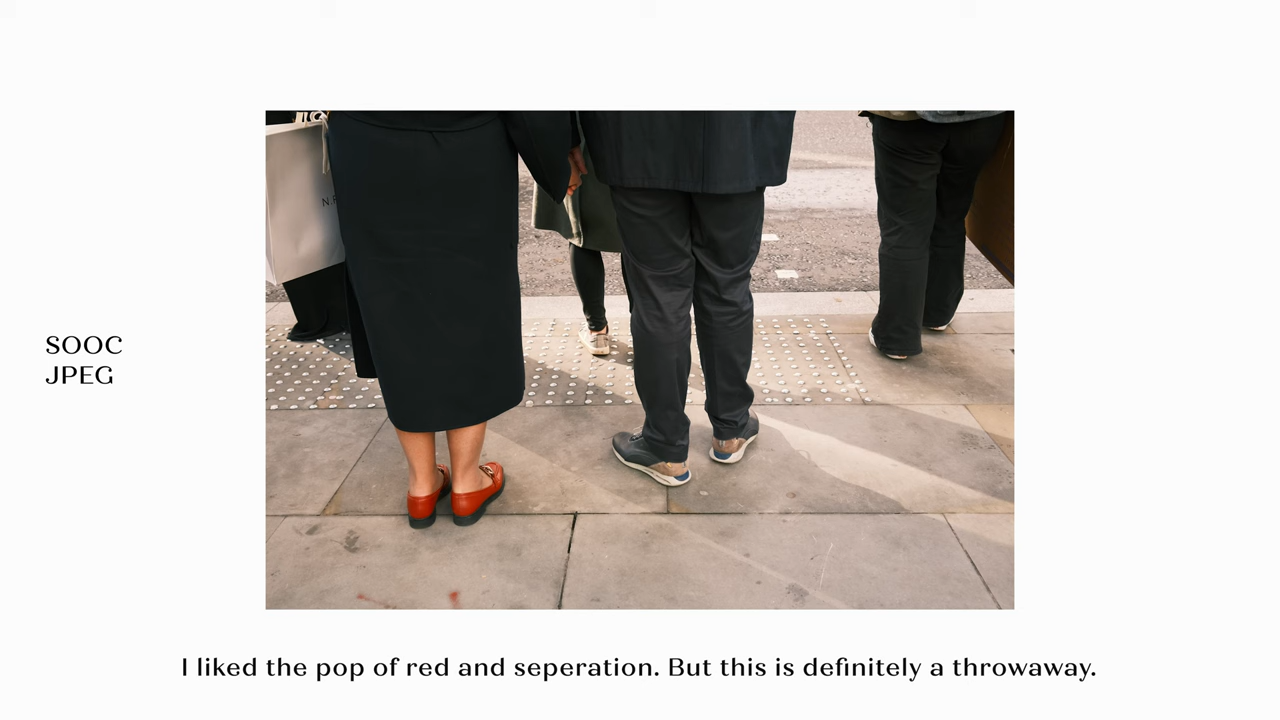 SOOC
JPEG
I liked the pop of red and seperation. But this is definitely a throwaway.